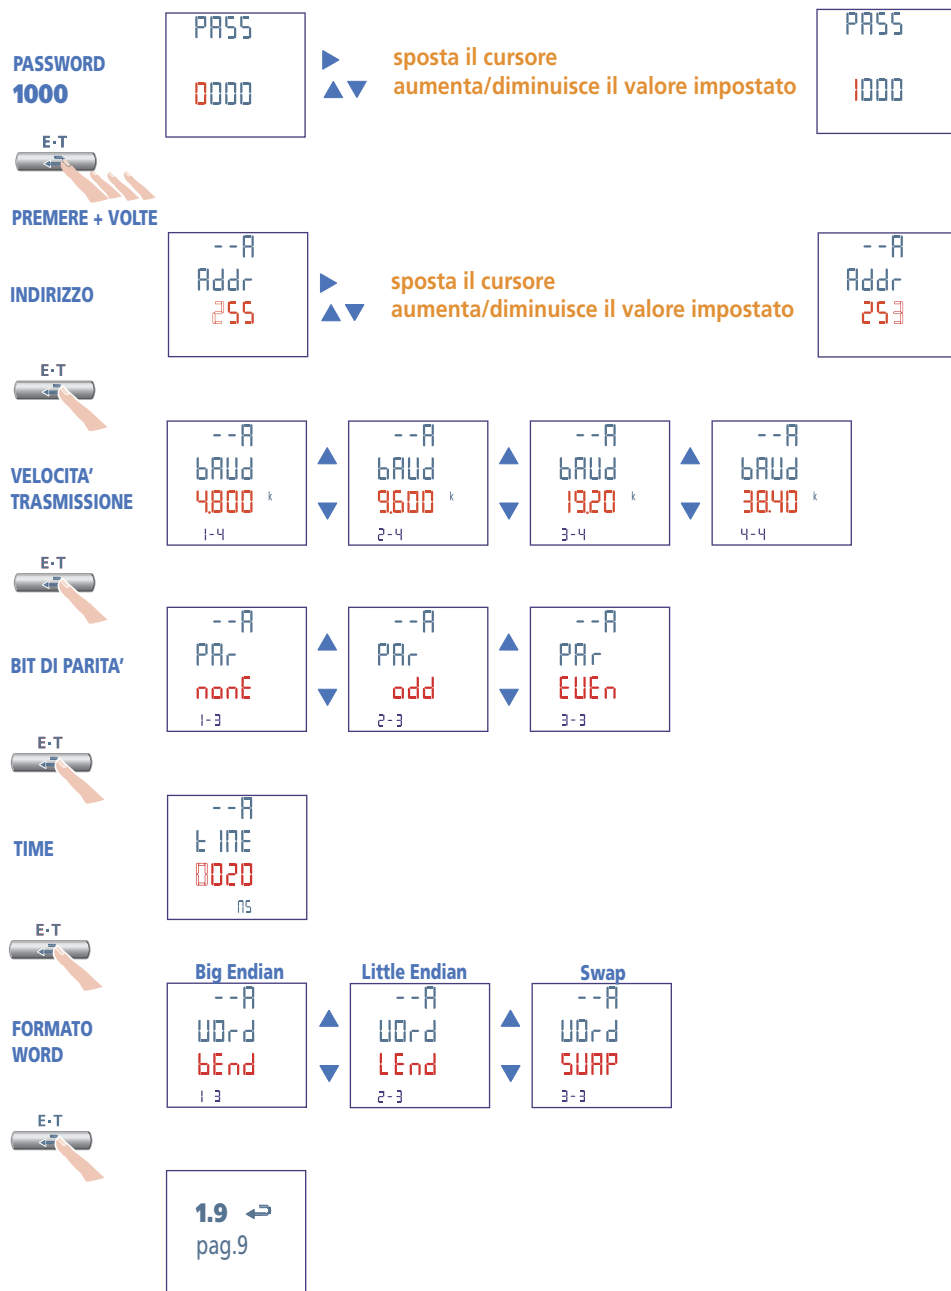 PASSWORD
1000
PASS
0000
sposta il cursore
aumenta/diminuisce il valore impostato
PASS
1000
E·T
PREMERE + VOLTE
INDIRIZZO
--A
Addr
255
sposta il cursore
aumenta/diminuisce il valore impostato
--A
Addr
253
E·T
VELOCITA’
TRASMISSIONE
--A
bAUd
4.800 k
1-4
--A
bAUd
9.600 k
2-4
--A
bAUd
19.20 k
3-4
--A
bAUd
38.40 k
4-4
E·T
BIT DI PARITA’
--A
PAr
nonE
1-3
--A
PAr
odd
2-3
--A
PAr
EUEn
3-3
E·T
TIME
--A
tINE
0020
ns
E·T
FORMATO
WORD
Big Endian
--A
UOrd
bEnd
1 3
Little Endian
--A
UOrd
LEnd
2-3
Swap
--A
UOrd
SUAP
3-3
E·T
1.9
pag.9